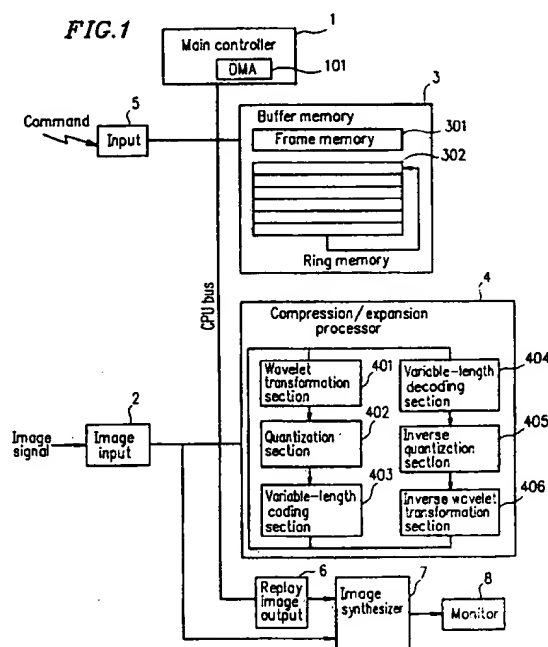 FIG.1
1
Main controller
DMA
101
3
5
Command
Input
Buffer memory
Frame memory
301
302
Ring memory
CPU bus
4
Compression/expansion
processor
2
Image
signal
Image
input
Wavelet
transformation
section
401
Variable-length
decoding
section
404
402
Quantization
section
Inverse
quantization
section
405
403
Variable-length
coding
section
Inverse wavelet
transformation
section
406
6
Replay
image
output
7
Image
synthesizer
8
Monitor